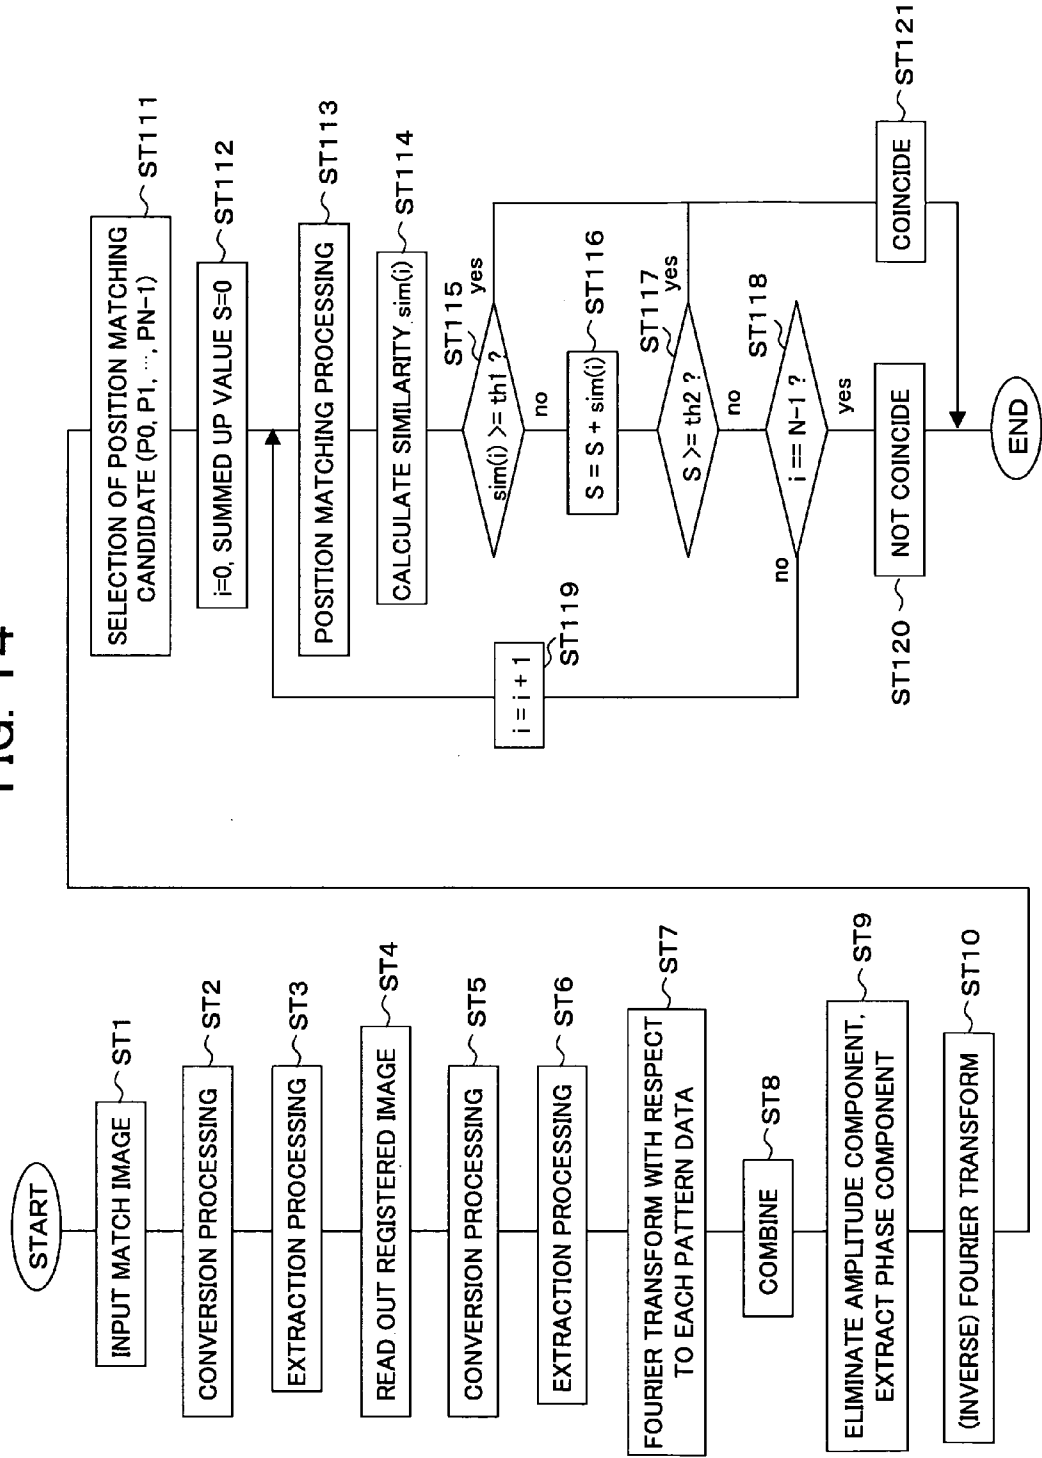 FIG. 14
START
INPUT MATCH IMAGE
ST1
CONVERSION PROCESSING
ST2
EXTRACTION PROCESSING
ST3
READ OUT REGISTERED IMAGE
ST4
CONVERSION PROCESSING
ST5
EXTRACTION PROCESSING
ST6
FOURIER TRANSFORM WITH RESPECT
TO EACH PATTERN DATA
ST7
COMBINE
ST8
ELIMINATE AMPLITUDE COMPONENT,
EXTRACT PHASE COMPONENT
ST9
(INVERSE) FOURIER TRANSFORM
ST10
SELECTION OF POSITION MATCHING
CANDIDATE (P0, P1, ···, PN-1)
ST111
i=0, SUMMED UP VALUE S=0
ST112
POSITION MATCHING PROCESSING
ST113
CALCULATE SIMILARITY sim(i)
ST114
sim(i) >= th1 ?
ST115
yes
no
S = S + sim(i)
ST116
S >= th2 ?
ST117
yes
no
i == N-1 ?
ST118
no
yes
i = i + 1
ST119
NOT COINCIDE
ST120
COINCIDE
ST121
END